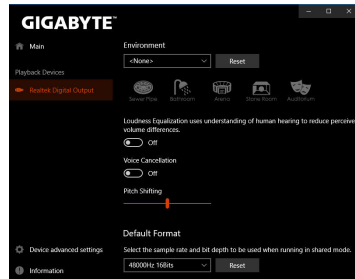 GIGABYTE™
Main
Playback Devices
Realtek Digital Output
Device advanced settings
Information
Environment
<None>
Reset
Sewer Pipe
Bathroom
Arena
Stone Room
Auditorium
Loudness Equalization uses understanding of human hearing to reduce perceive
volume differences.
Off
Voice Cancellation
Off
Pitch Shifting
Default Format
Select the sample rate and bit depth to be used when running in shared mode.
48000Hz 16Bits
Reset